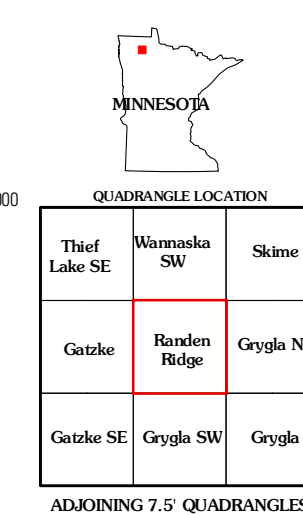 MINNESOTA
QUADRANGLE LOCATION
Thief
Lake SE
Wannaska
SW
Skime
Gatzke
Randen
Ridge
Grygla N
Gatzke SE
Grygla SW
Grygla
ADJOINING 7.5' QUADRANGLES